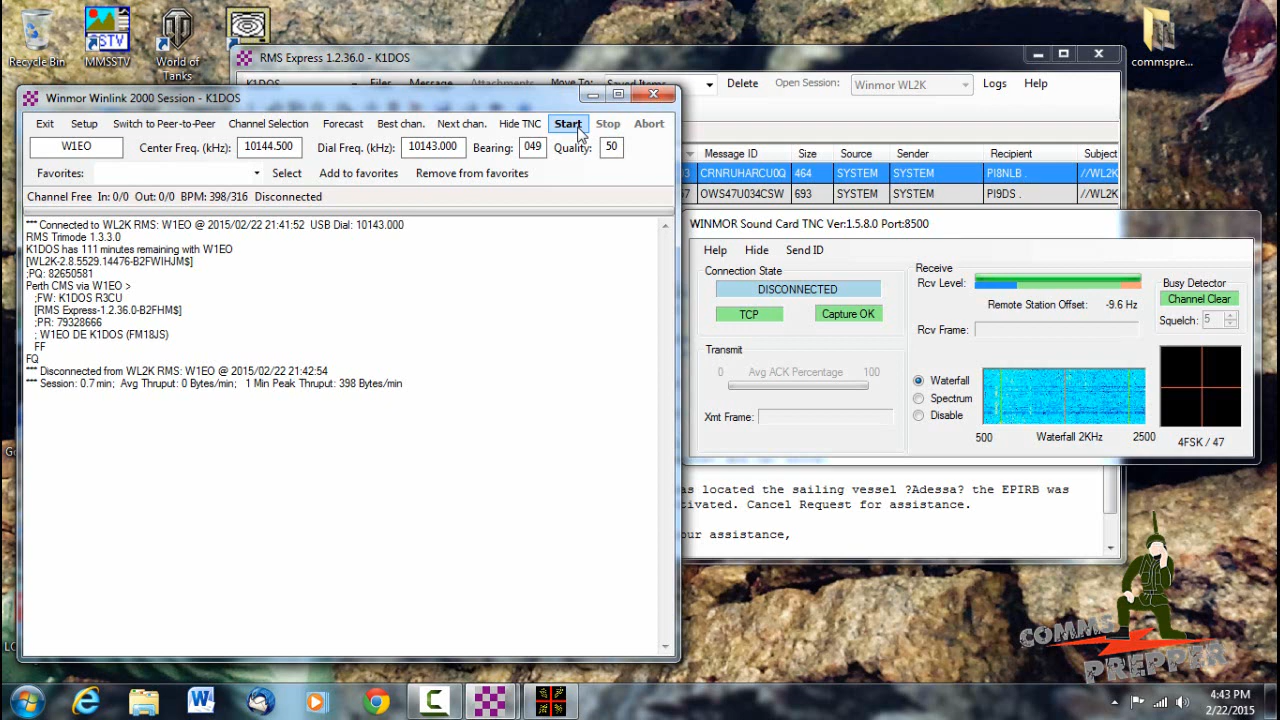 Recycle Bin
MMSSTV
World of
Tanks
commspre...
RMS Express 1.2.36.0 - K1DOS
K1DOS Files Message Attachments Move To: Saved Items Delete Open Session: Winmor WL2K Logs Help
Winmor Winlink 2000 Session - K1DOS
Exit Setup Switch to Peer-to-Peer Channel Selection Forecast Best chan. Next chan. Hide TNC Start Stop Abort
W1EO Center Freq. (kHz): 10144.500 Dial Freq. (kHz): 10143.000 Bearing: 049 Quality: 50
Favorites: Select Add to favorites Remove from favorites
Channel Free In: 0/0 Out: 0/0 BPM: 398/316 Disconnected
*** Connected to WL2K RMS: W1EO @ 2015/02/22 21:41:52 USB Dial: 10143.000
RMS Trimode 1.3.3.0
K1DOS has 111 minutes remaining with W1EO
[WL2K-2.8.5529.14476-B2FWIHJM$]
;PQ: 82650581
Perth CMS via W1EO >
;FW: K1DOS R3CU
[RMS Express-1.2.36.0-B2FHM$]
;PR: 79328666
; W1EO DE K1DOS (FM18JS)
FF
FQ
*** Disconnected from WL2K RMS: W1EO @ 2015/02/22 21:42:54
*** Session: 0.7 min; Avg Thruput: 0 Bytes/min; 1 Min Peak Thruput: 398 Bytes/min
Message ID Size Source Sender Recipient Subject
CRNRUHARCU0Q 464 SYSTEM SYSTEM PI8NLB . //WL2K
OWS47U034CSW 693 SYSTEM SYSTEM PI9DS . //WL2K
WINMOR Sound Card TNC Ver:1.5.8.0 Port:8500
Help Hide Send ID
Connection State
DISCONNECTED
TCP Capture OK
Transmit
0 Avg ACK Percentage 100
Xmt Frame:
Receive
Rcv Level:
Remote Station Offset: -9.6 Hz
Rcv Frame:
Busy Detector
Channel Clear
Squelch: 5
Waterfall
Spectrum
Disable
500 Waterfall 2KHz 2500
4FSK / 47
as located the sailing vessel ?Adessa? the EPIRB was
tivated. Cancel Request for assistance.
our assistance,
COMMS
PREPPER
4:43 PM
2/22/2015